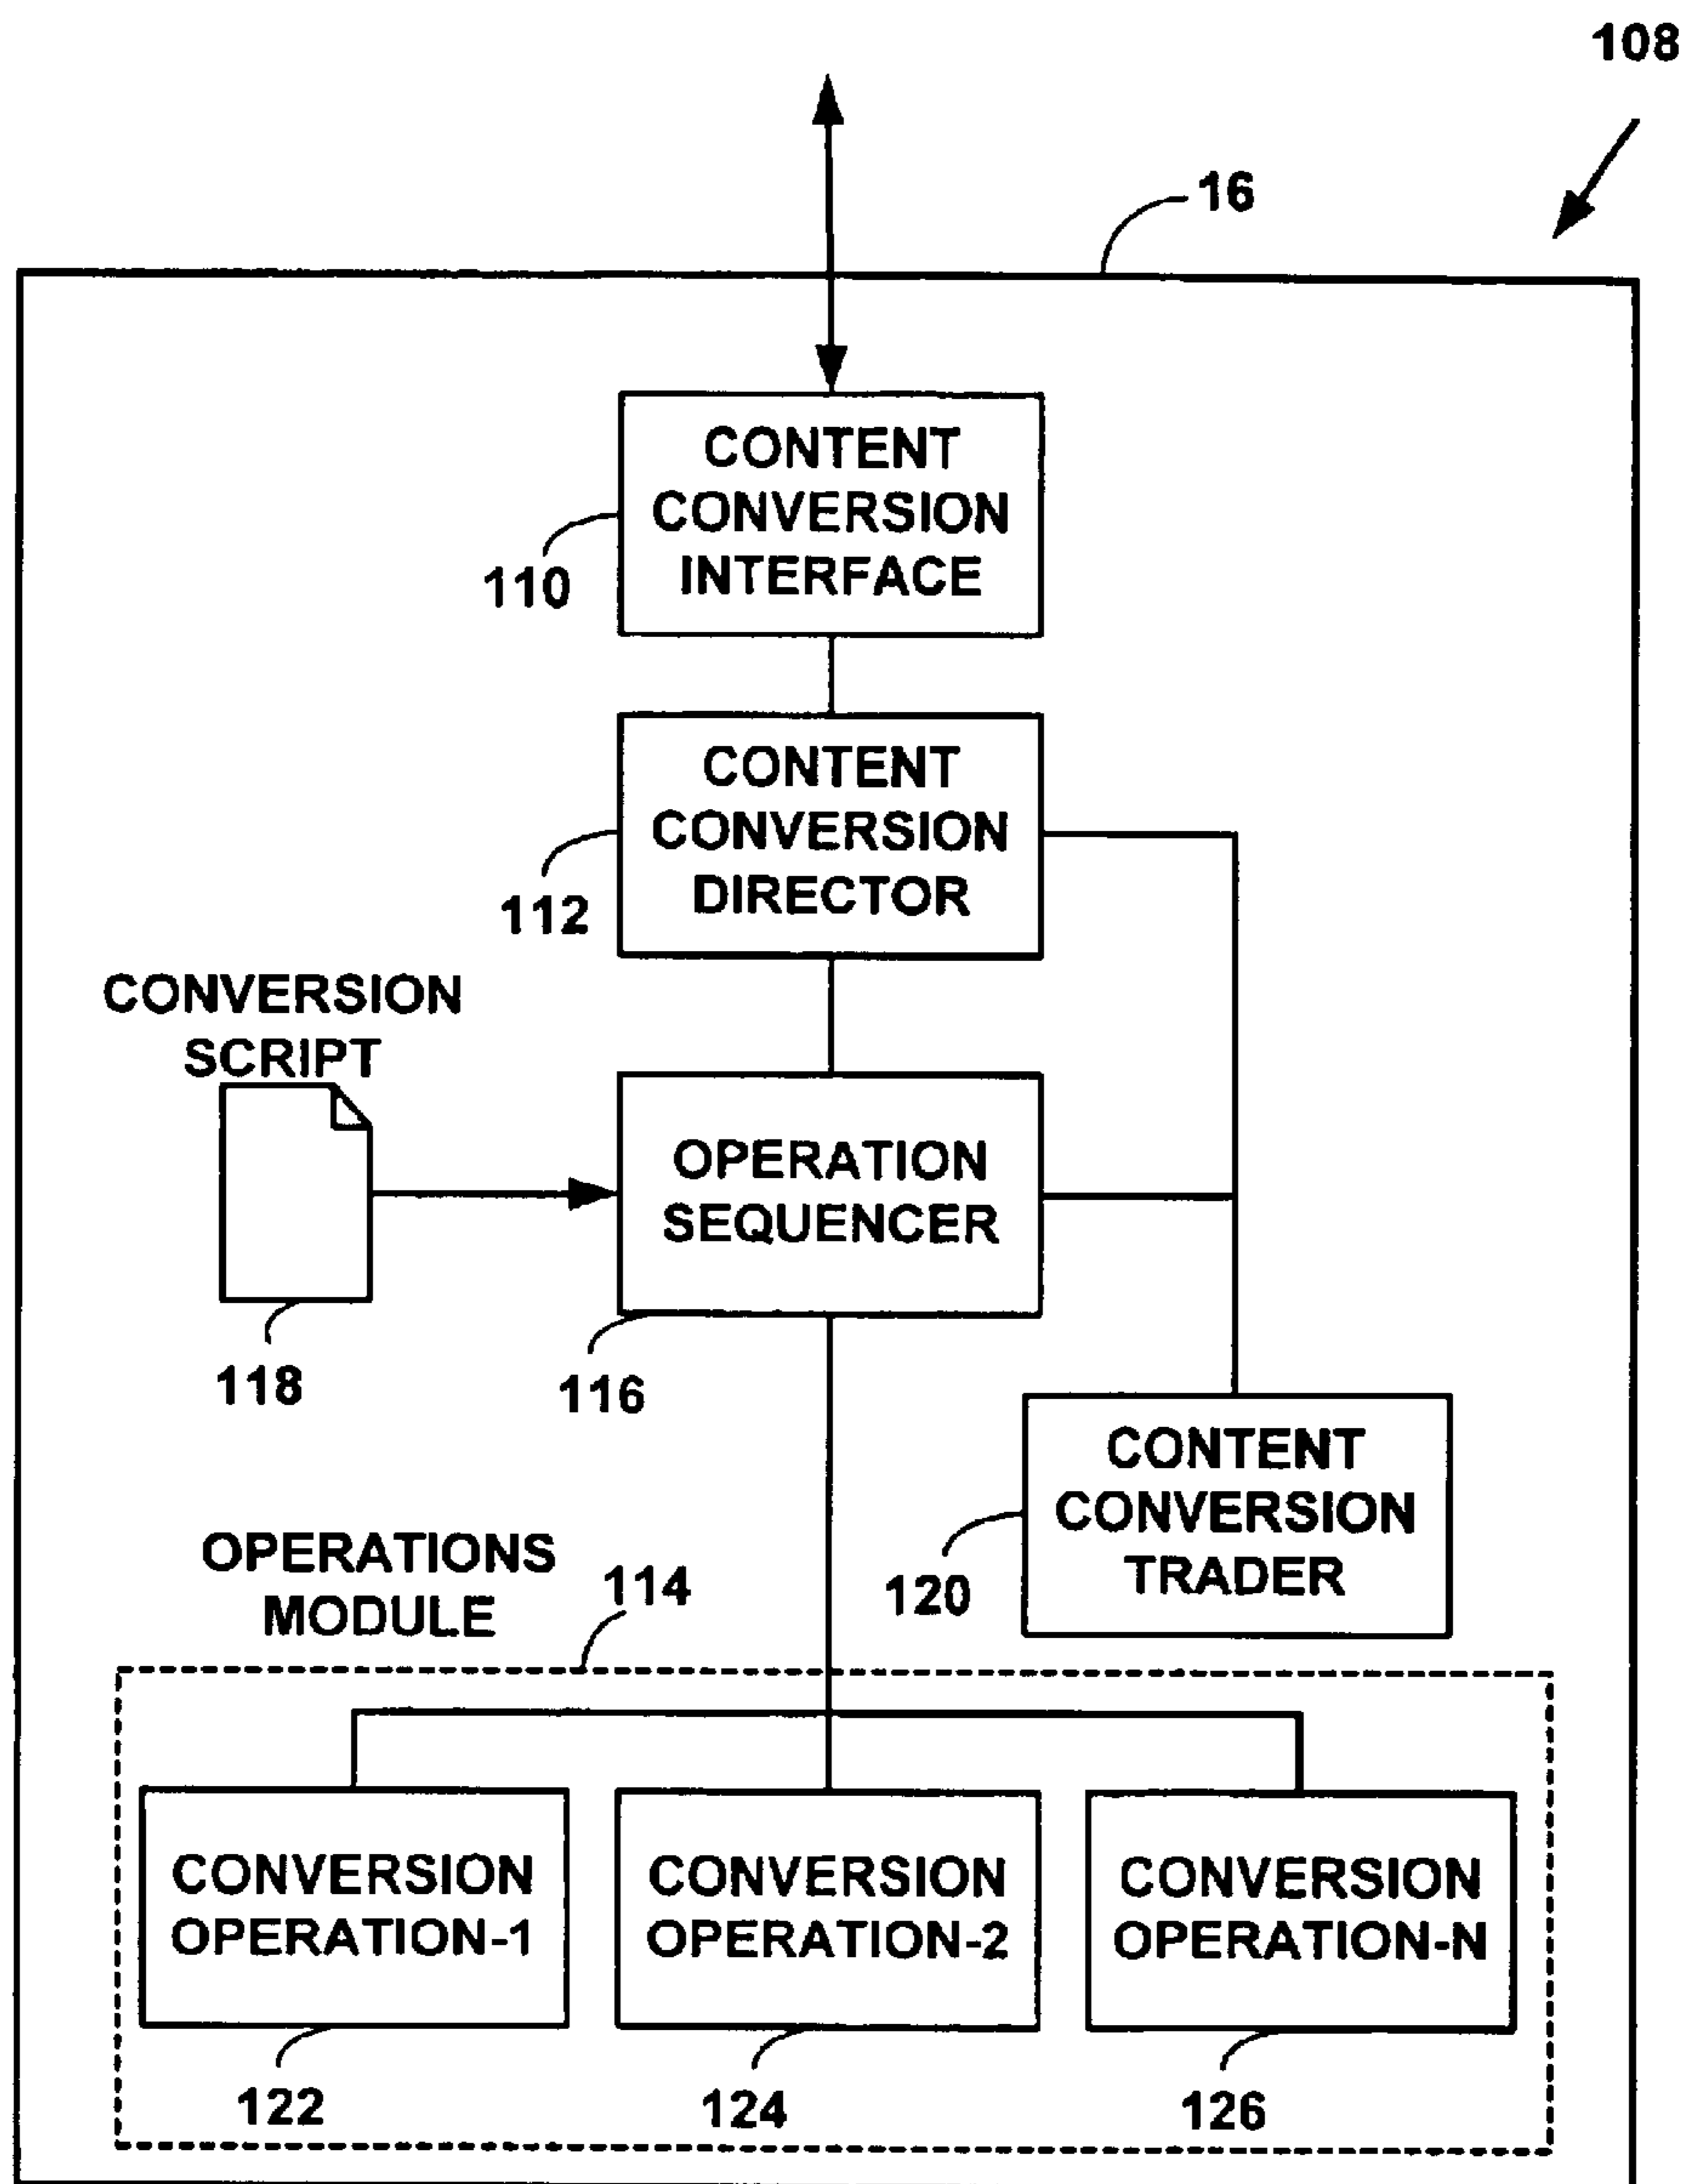 108
16
CONTENT
CONVERSION
INTERFACE
110
CONTENT
CONVERSION
DIRECTOR
112
CONVERSION
SCRIPT
OPERATION
SEQUENCER
118
116
CONTENT
CONVERSION
TRADER
120
OPERATIONS
MODULE
114
CONVERSION
OPERATION-1
CONVERSION
OPERATION-2
CONVERSION
OPERATION-N
122
124
126